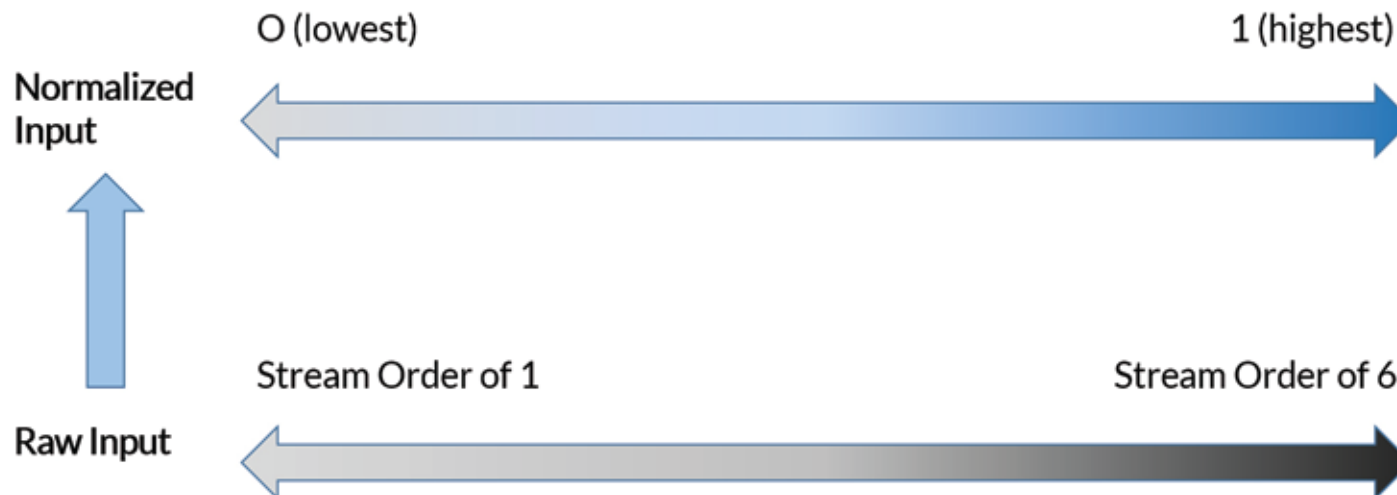 O (lowest)
1 (highest)
Normalized
Input
Stream Order of 1
Stream Order of 6
Raw Input